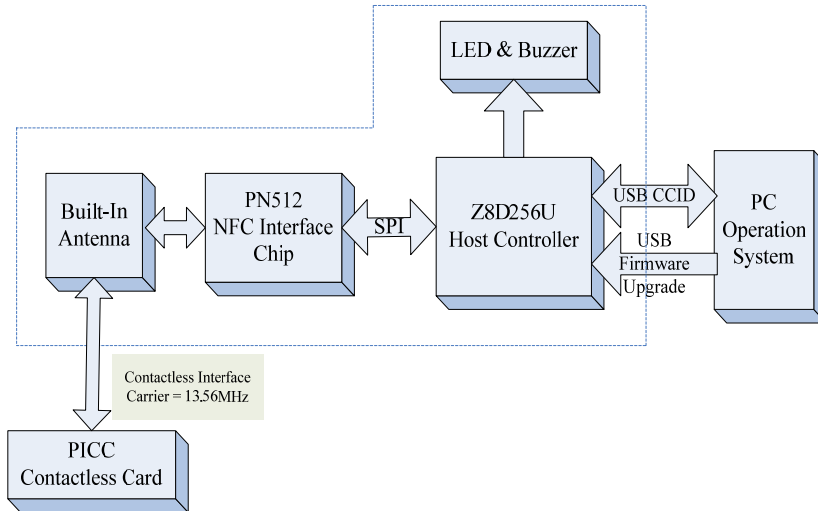 LED & Buzzer
Built-In
Antenna
PN512
NFC Interface
Chip
SPI
Z8D256U
Host Controller
USB CCID
USB
Firmware
Upgrade
PC
Operation
System
Contactless Interface
Carrier = 13.56MHz
PICC
Contactless Card